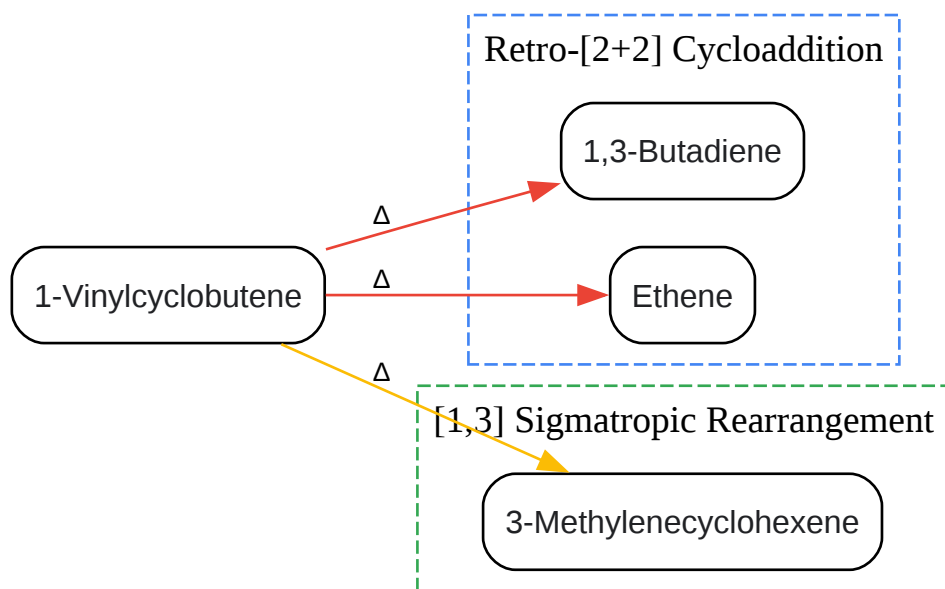 Retro-[2+2] Cycloaddition
1,3-Butadiene
Δ
1-Vinylcyclobutene
Δ
Ethene
Δ
[1,3] Sigmatropic Rearrangement
3-Methylenecyclohexene